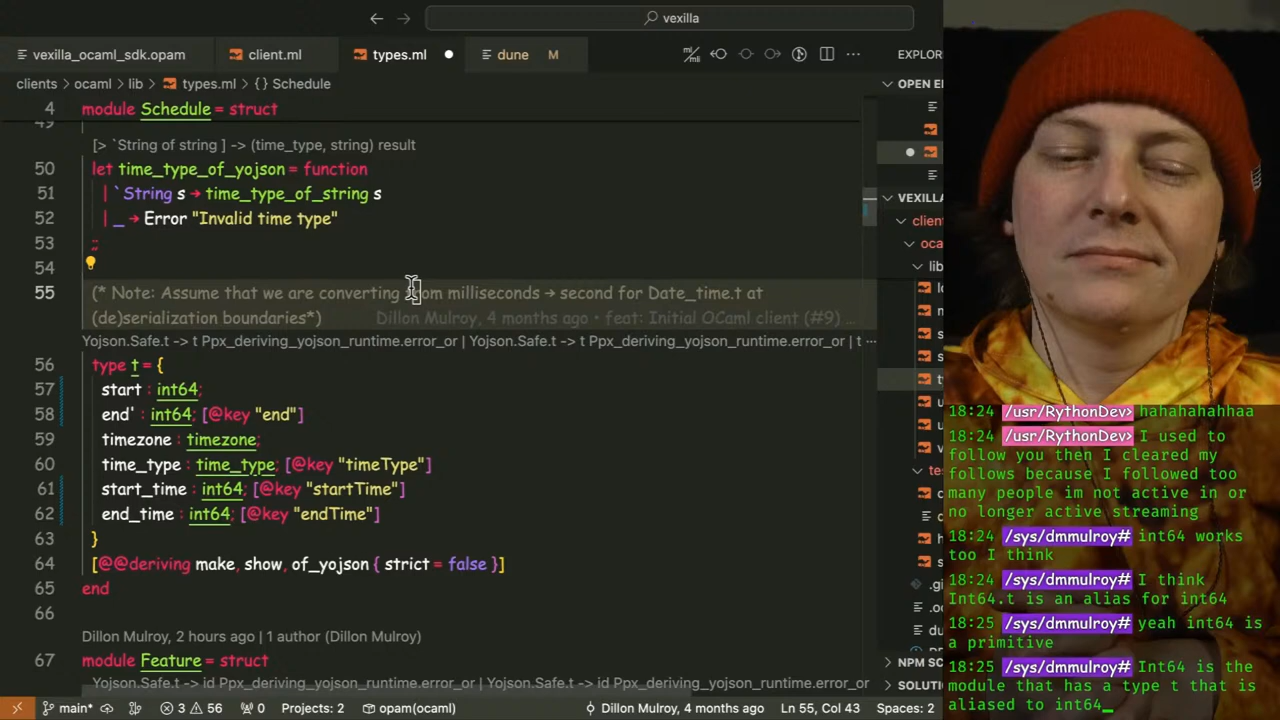 vexilla
vexilla_ocaml_sdk.opam client.ml types.ml dune M
EXPLOR
clients > ocaml > lib > types.ml > {} Schedule
4 module Schedule = struct
49
[> `String of string ] -> (time_type, string) result
50 let time_type_of_yojson = function
51 | `String s → time_type_of_string s
52 | _ → Error "Invalid time type"
53 ;;
54
55 (* Note: Assume that we are converting from milliseconds → second for Date_time.t at
(de)serialization boundaries*) Dillon Mulroy, 4 months ago • feat: Initial OCaml client (#9) ...
Yojson.Safe.t -> t Ppx_deriving_yojson_runtime.error_or | Yojson.Safe.t -> t Ppx_deriving_yojson_runtime.error_or | t ...
56 type t = {
57 start : int64;
58 end' : int64; [@key "end"]
59 timezone : timezone;
60 time_type : time_type; [@key "timeType"]
61 start_time : int64; [@key "startTime"]
62 end_time : int64; [@key "endTime"]
63 }
64 [@@deriving make, show, of_yojson { strict = false }]
65 end
66
Dillon Mulroy, 2 hours ago | 1 author (Dillon Mulroy)
67 module Feature = struct
Yojson.Safe.t -> id Ppx_deriving_yojson_runtime.error_or | Yojson.Safe.t -> id Ppx_deriving_yojson_runtime.error_or
OPEN E
VEXILLA
client
oca
lib
te
.gi
.oc
du
NPM SC
SOLUTIO
main* 3 56 0 Projects: 2 opam(ocaml) Dillon Mulroy, 4 months ago Ln 55, Col 43 Spaces: 2
18:24 /usr/RythonDev> hahahahahhaa
18:24 /usr/RythonDev> I used to
follow you then I cleared my
follows because I followed too
many people im not active in or
no longer active streaming
18:24 /sys/dmmulroy# int64 works
too I think
18:24 /sys/dmmulroy# I think
Int64.t is an alias for int64
18:25 /sys/dmmulroy# yeah int64 is
a primitive
18:25 /sys/dmmulroy# Int64 is the
module that has a type t that is
aliased to int64_